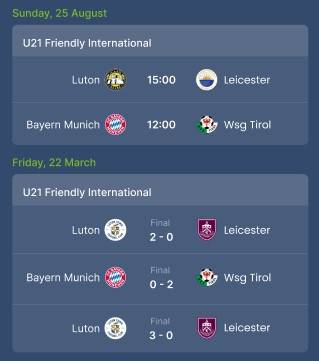 Sunday, 25 August
U21 Friendly International
Luton 15:00 Leicester
Bayern Munich 12:00 Wsg Tirol
Friday, 22 March
U21 Friendly International
Final
Luton 2 - 0 Leicester
Final
Bayern Munich 0 - 2 Wsg Tirol
Final
Luton 3 - 0 Leicester